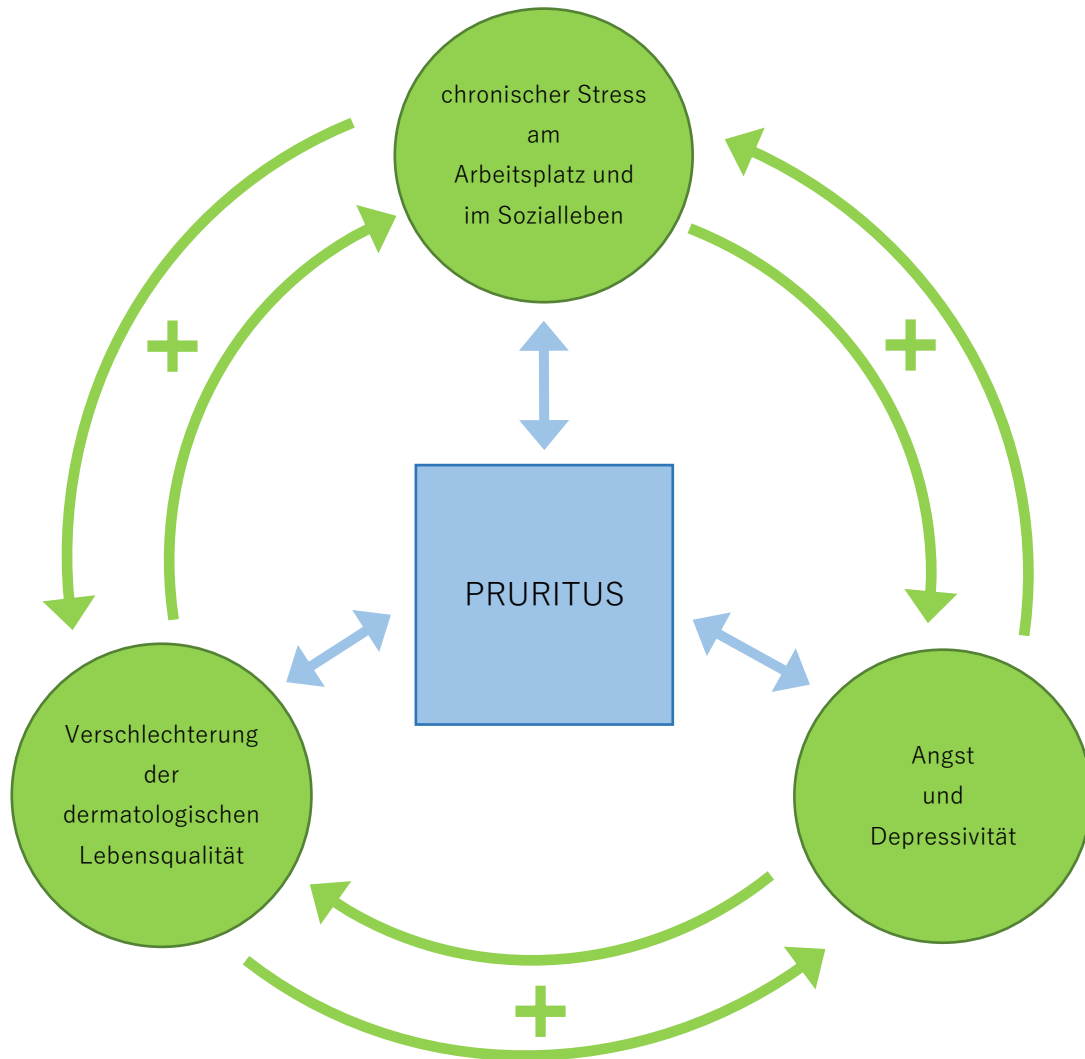 chronischer Stress
am
Arbeitsplatz und
im Sozialleben
+
+
PRURITUS
Verschlechterung
der
dermatologischen
Lebensqualität
Angst
und
Depressivität
+